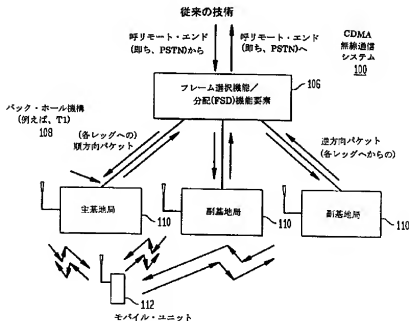 従来の技術
呼リモート・エンド
(即ち、PSTN)から
呼リモート・エンド
(即ち、PSTN)へ
CDMA
無線通信
システム
100
フレーム選択機能/
分配(FSD)機能要素
106
バック・ホール機構
(例えば、T1)
108
(各レッグへの)
順方向パケット
逆方向パケット
(各レッグからの)
主基地局
110
副基地局
110
副基地局
110
112
モバイル・ユニット